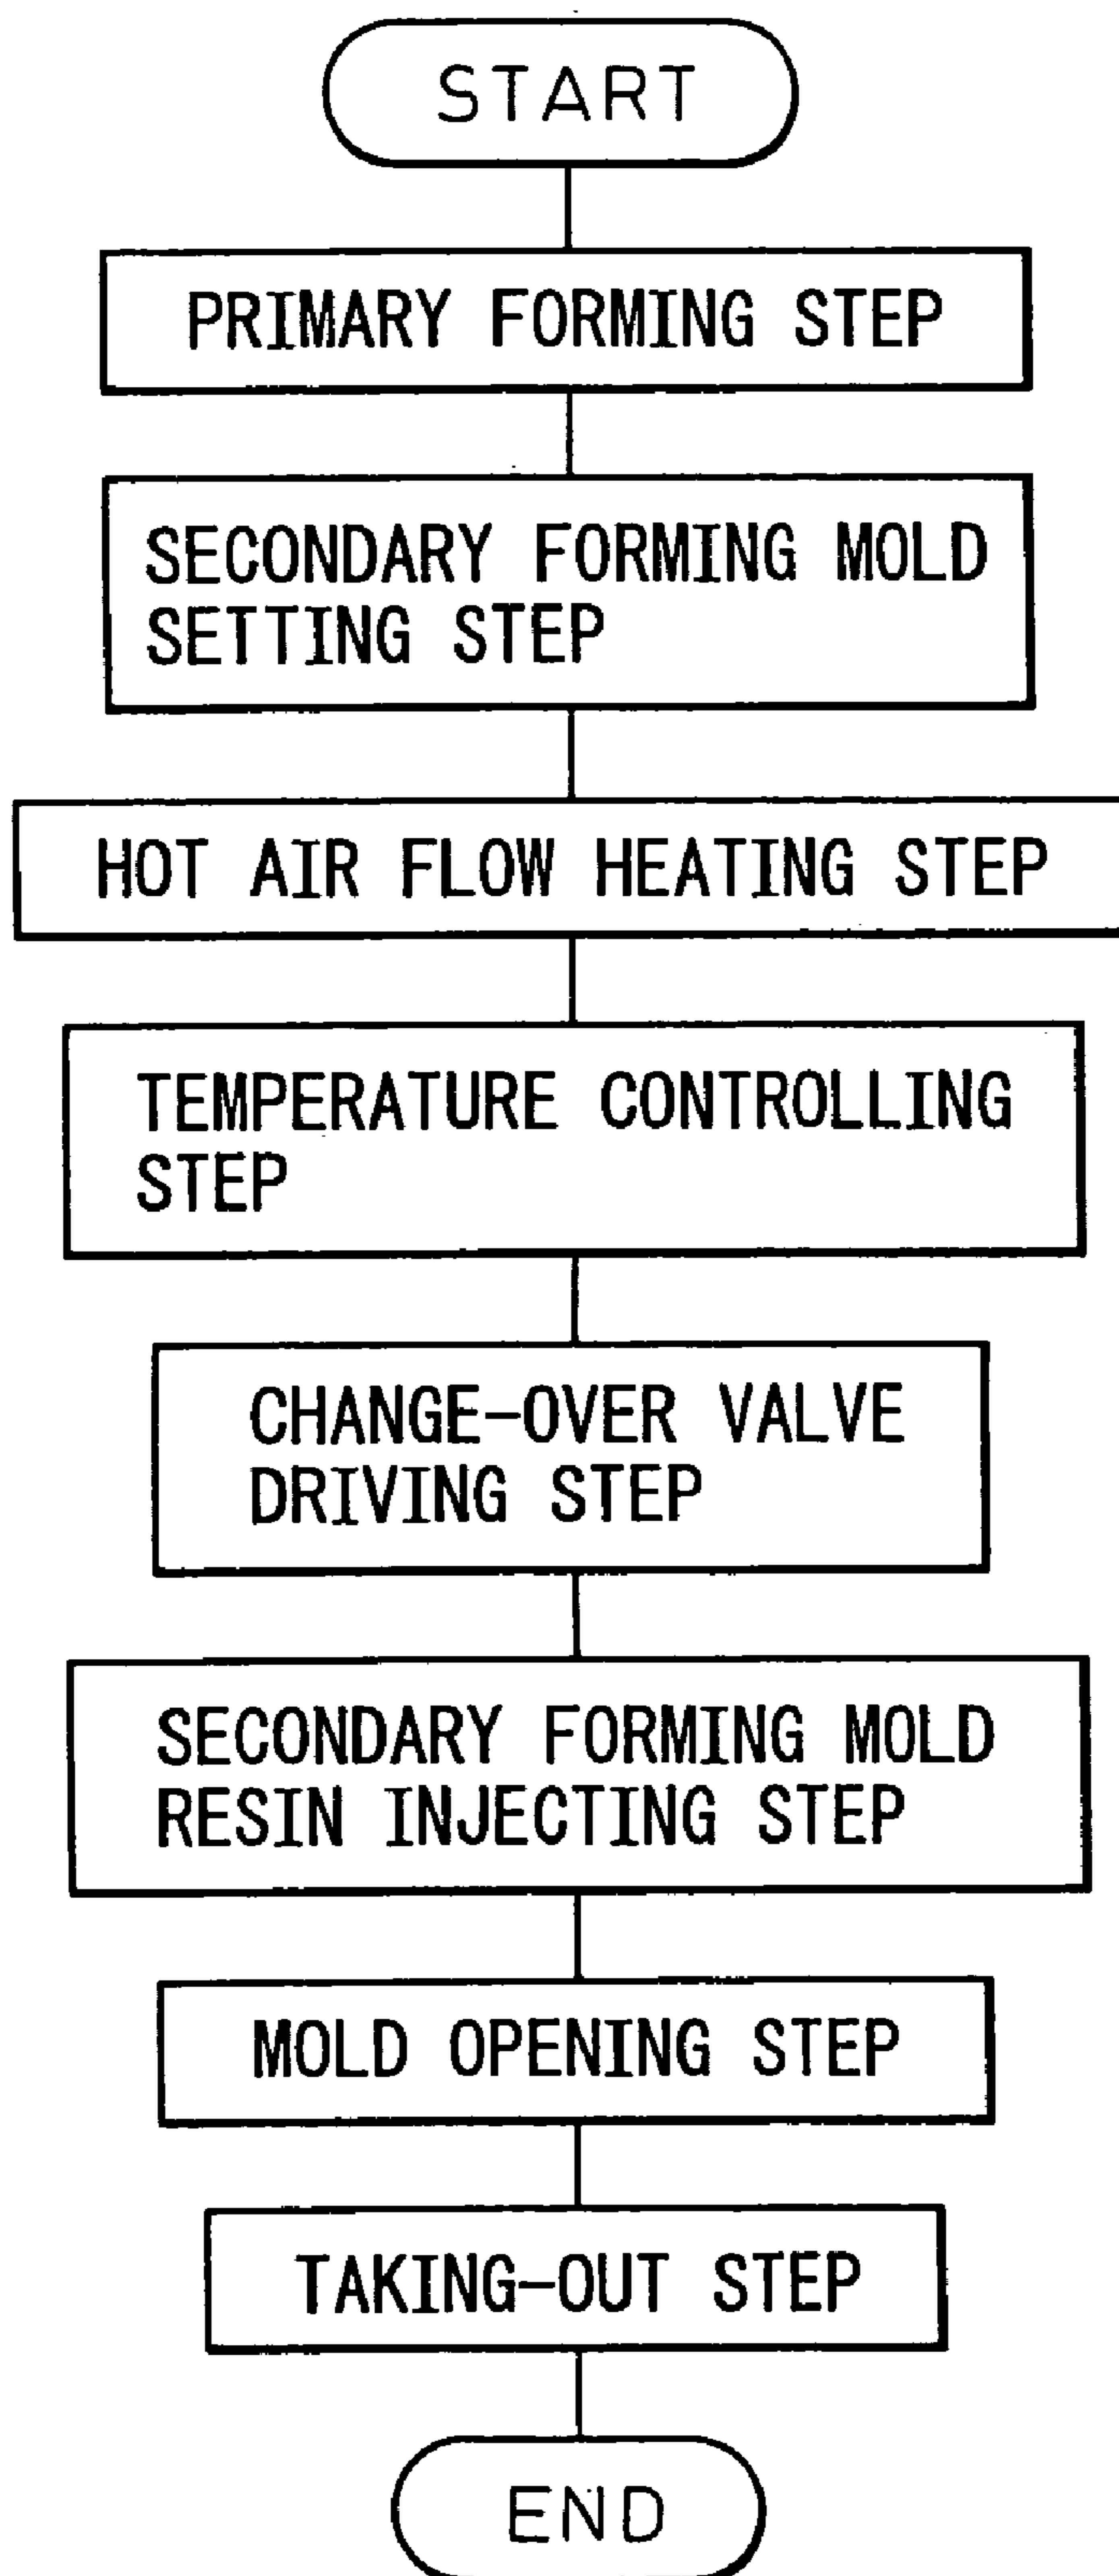 START
PRIMARY FORMING STEP
SECONDARY FORMING MOLD
SETTING STEP
HOT AIR FLOW HEATING STEP
TEMPERATURE CONTROLLING
STEP
CHANGE-OVER VALVE
DRIVING STEP
SECONDARY FORMING MOLD
RESIN INJECTING STEP
MOLD OPENING STEP
TAKING-OUT STEP
END